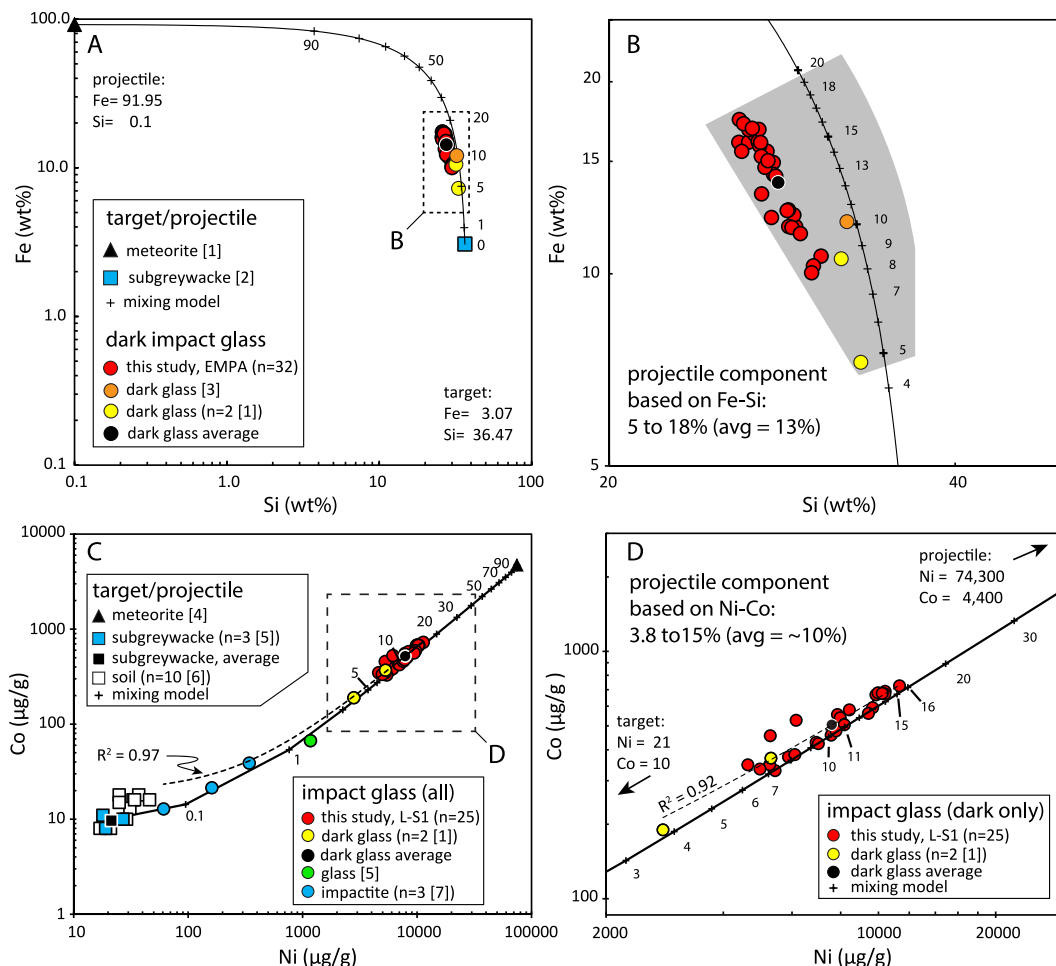 A
100.0
10.0
1.0
0.1
Fe (wt%)
0.1
1
10
100
Si (wt%)
90
50
20
10
5
1
0
projectile:
Fe= 91.95
Si= 0.1
B
target/projectile
meteorite [1]
subgreywacke [2]
mixing model
dark impact glass
this study, EMPA (n=32)
dark glass [3]
dark glass (n=2 [1])
dark glass average
target:
Fe= 3.07
Si= 36.47
B
20
15
10
5
Fe (wt%)
20
40
Si (wt%)
20
18
15
13
10
9
8
7
5
4
projectile component
based on Fe-Si:
5 to 18% (avg = 13%)
C
10000
1000
100
10
1
Co (µg/g)
1
10
100
1000
10000
100000
Ni (µg/g)
target/projectile
meteorite [4]
subgreywacke (n=3 [5])
subgreywacke, average
soil (n=10 [6])
mixing model
90
70
50
30
20
10
5
1
0.1
D
R² = 0.97
impact glass (all)
this study, L-S1 (n=25)
dark glass (n=2 [1])
dark glass average
glass [5]
impactite (n=3 [7])
D
1000
100
Co (µg/g )
2000
10000
20000
Ni (µg/g)
projectile component
based on Ni-Co:
3.8 to15% (avg = ~10%)
projectile:
Ni = 74,300
Co = 4,400
30
20
16
15
11
10
7
6
5
4
3
target:
Ni = 21
Co = 10
R² = 0.92
impact glass (dark only)
this study, L-S1 (n=25)
dark glass (n=2 [1])
dark glass average
mixing model